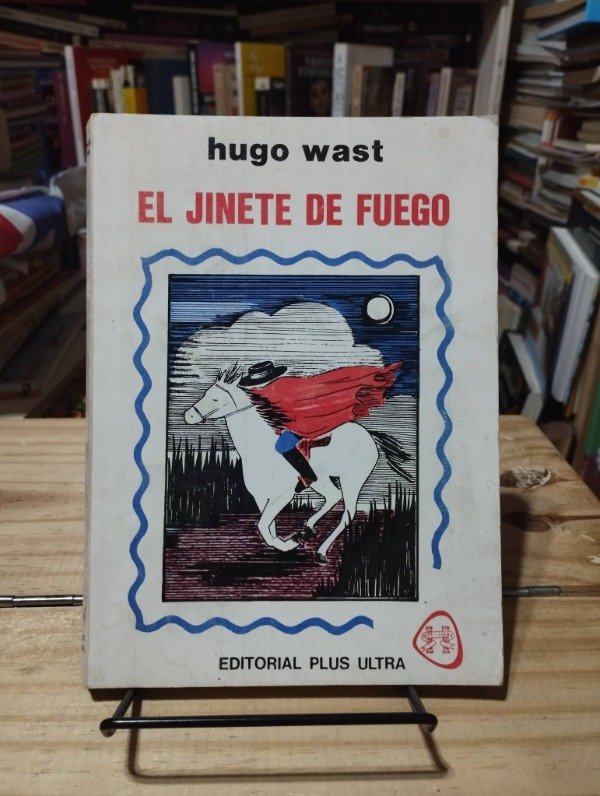 hugo wast
EL JINETE DE FUEGO
EDITORIAL PLUS ULTRA